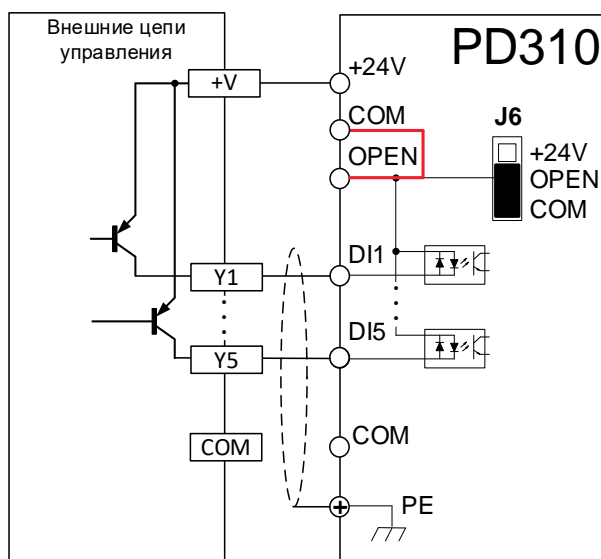 Внешние цепи
управления
PD310
+V
+24V
COM
J6
OPEN
+24V
OPEN
COM
DI1
Y1
DI5
Y5
COM
COM
PE